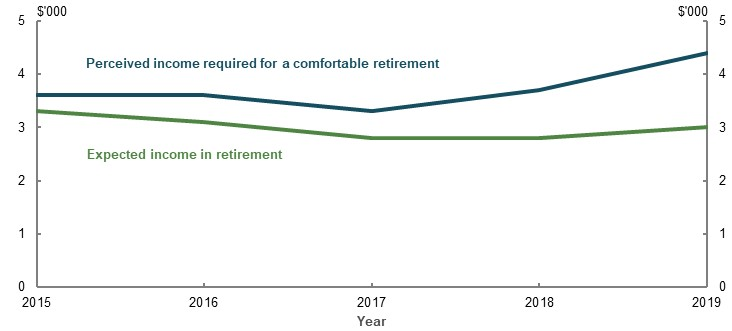 $'000 $'000
5 5
Perceived income required for a comfortable retirement
4 4
3 3
Expected income in retirement
2 2
1 1
0 0
2015 2016 2017 2018 2019
Year